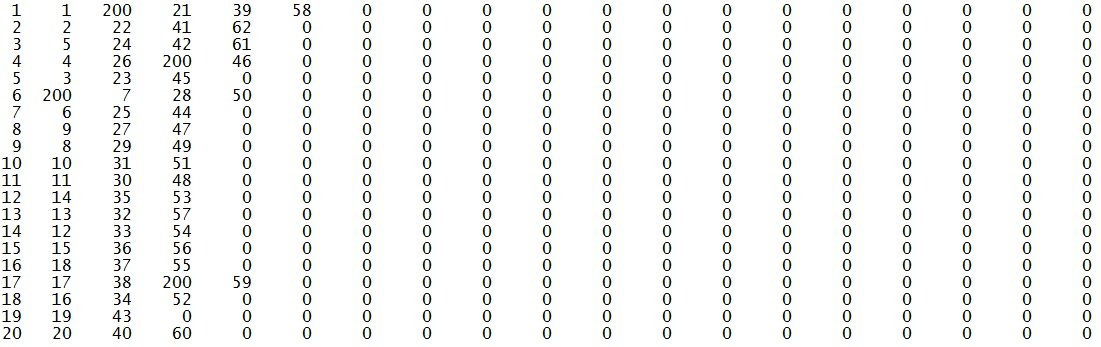 1 1 200 21 39 58 0 0 0 0 0 0 0 0 0 0 0 0 0
2 2 22 41 62 0 0 0 0 0 0 0 0 0 0 0 0 0 0
3 5 24 42 61 0 0 0 0 0 0 0 0 0 0 0 0 0 0
4 4 26 200 46 0 0 0 0 0 0 0 0 0 0 0 0 0 0
5 3 23 45 0 0 0 0 0 0 0 0 0 0 0 0 0 0 0
6 200 7 28 50 0 0 0 0 0 0 0 0 0 0 0 0 0 0
7 6 25 44 0 0 0 0 0 0 0 0 0 0 0 0 0 0 0
8 9 27 47 0 0 0 0 0 0 0 0 0 0 0 0 0 0 0
9 8 29 49 0 0 0 0 0 0 0 0 0 0 0 0 0 0 0
10 10 31 51 0 0 0 0 0 0 0 0 0 0 0 0 0 0 0
11 11 30 48 0 0 0 0 0 0 0 0 0 0 0 0 0 0 0
12 14 35 53 0 0 0 0 0 0 0 0 0 0 0 0 0 0 0
13 13 32 57 0 0 0 0 0 0 0 0 0 0 0 0 0 0 0
14 12 33 54 0 0 0 0 0 0 0 0 0 0 0 0 0 0 0
15 15 36 56 0 0 0 0 0 0 0 0 0 0 0 0 0 0 0
16 18 37 55 0 0 0 0 0 0 0 0 0 0 0 0 0 0 0
17 17 38 200 59 0 0 0 0 0 0 0 0 0 0 0 0 0 0
18 16 34 52 0 0 0 0 0 0 0 0 0 0 0 0 0 0 0
19 19 43 0 0 0 0 0 0 0 0 0 0 0 0 0 0 0 0
20 20 40 60 0 0 0 0 0 0 0 0 0 0 0 0 0 0 0